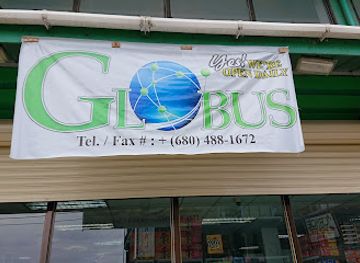 Yes! WE'RE
OPEN DAILY
GLOBUS
Tel. / Fax # : + (680) 488-1672